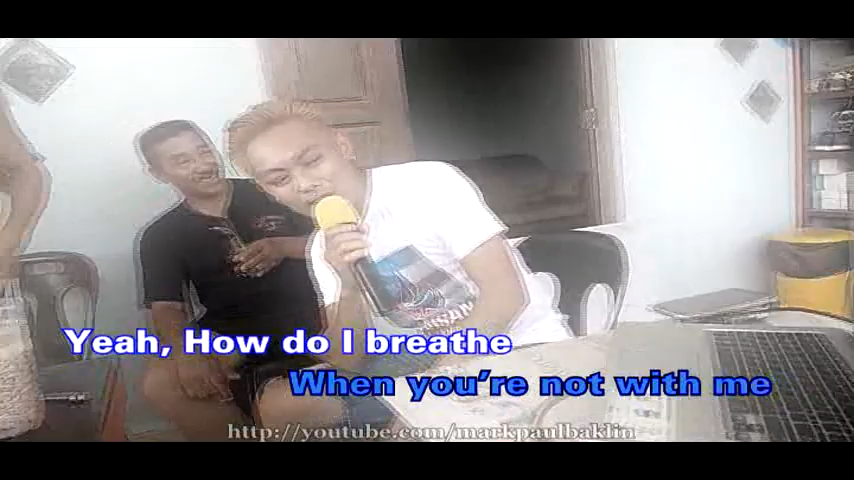 Yeah, How do I breathe
When you're not with me
http://youtube.com/markpaulbaklin